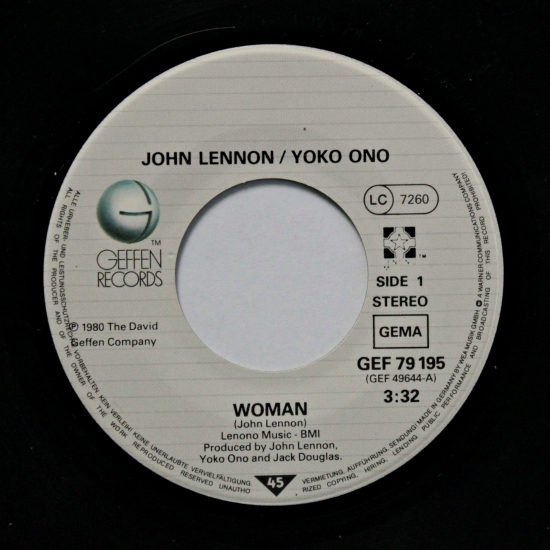 JOHN LENNON / YOKO ONO
G
™
GEFFEN
RECORDS
LC 7260
™
SIDE 1
STEREO
GEMA
℗ 1980 The David
Geffen Company
GEF 79 195
(GEF 49644-A)
3:32
WOMAN
(John Lennon)
Lenono Music - BMI
Produced by John Lennon,
Yoko Ono and Jack Douglas.
45
ALLE URHEBER- UND LEISTUNGSSCHUTZRECHTE VORBEHALTEN. KEIN VERLEIH! KEINE UNERLAUBTE VERVIELFÄLTIGUNG,
VERMIETUNG, AUFFÜHRUNG, SENDUNG! MADE IN GERMANY BY WEA MUSIK GMBH A WARNER COMMUNICATIONS COMPANY
ALL RIGHTS OF THE PRODUCER AND OF THE OWNER OF THE WORK REPRODUCED RESERVED UNAUTHO
RIZED COPYING, HIRING, LENDING, PUBLIC PERFORMANCE AND BROADCASTING OF THIS RECORD PROHIBITED!